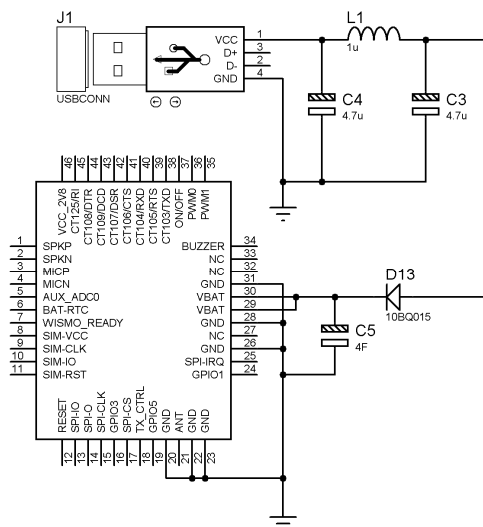 J1
USBCONN
VCC 1
D+ 3
D- 2
GND 4
L1
1u
C4
4.7u
C3
4.7u
46 45 44 43 42 41 40 39 38 37 36 35
VCC_2V8
CT125/RI
CT108/DTR
CT109/DCD
CT107/DSR
CT106/CTS
CT104/RXD
CT105/RTS
CT103/TXD
ON/OFF
PWM0
PWM1
1 SPKP
2 SPKN
3 MICP
4 MICN
5 AUX_ADC0
6 BAT-RTC
7 WISMO_READY
8 SIM-VCC
9 SIM-CLK
10 SIM-IO
11 SIM-RST
BUZZER 34
NC 33
NC 32
GND 31
VBAT 30
VBAT 29
GND 28
NC 27
GND 26
SPI-IRQ 25
GPIO1 24
D13
10BQ015
C5
4F
RESET
SPI-IO
SPI-O
SPI-CLK
GPIO3
SPI-CS
TX_CTRL
GPIO5
GND
ANT
GND
GND
12 13 14 15 16 17 18 19 20 21 22 23